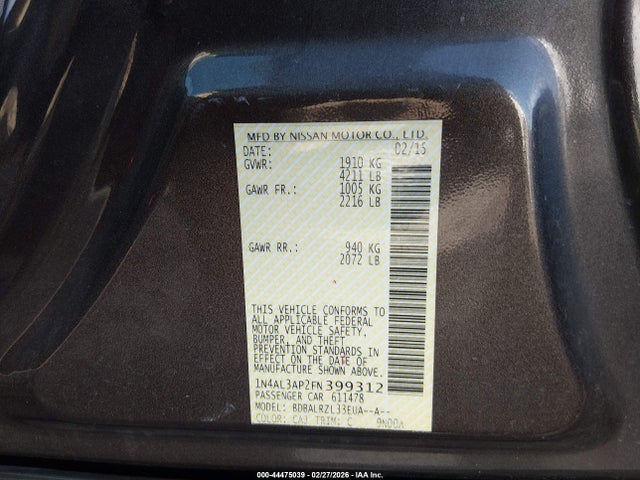 MFD BY NISSAN MOTOR CO., LTD.
DATE: 02/15
GVWR: 1910 KG
4211 LB
GAWR FR.: 1005 KG
2216 LB
GAWR RR.: 940 KG
2072 LB
THIS VEHICLE CONFORMS TO
ALL APPLICABLE FEDERAL
MOTOR VEHICLE SAFETY,
BUMPER, AND THEFT
PREVENTION STANDARDS IN
EFFECT ON THE DATE OF
MANUFACTURE SHOWN ABOVE.
1N4AL3AP2FN399312
PASSENGER CAR 611478
MODEL: BDBALRZL33EUA--A--
COLOR: CAJ TRIM: C
000-44475039 - 02/27/2026 - IAA Inc.